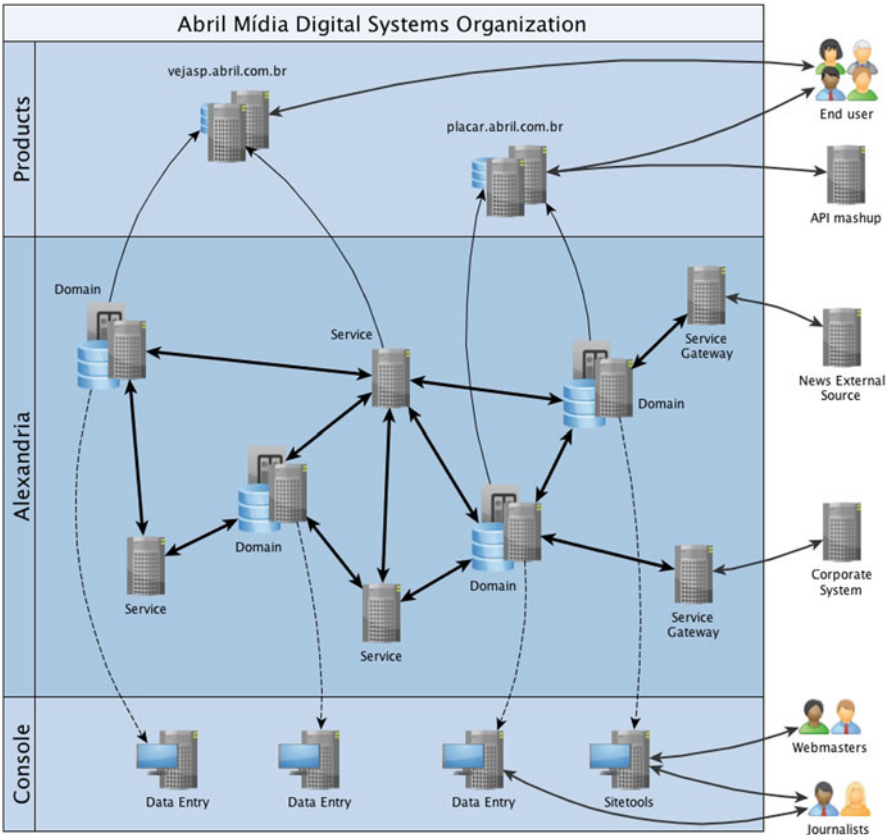 Abril Mídia Digital Systems Organization
Products
vejasp.abril.com.br
placar.abril.com.br
End user
API mashup
Alexandria
Domain
Service
Service
Gateway
News External
Source
Domain
Domain
Service
Domain
Service
Service
Gateway
Corporate
System
Console
Data Entry
Data Entry
Data Entry
Sitetools
Webmasters
Journalists